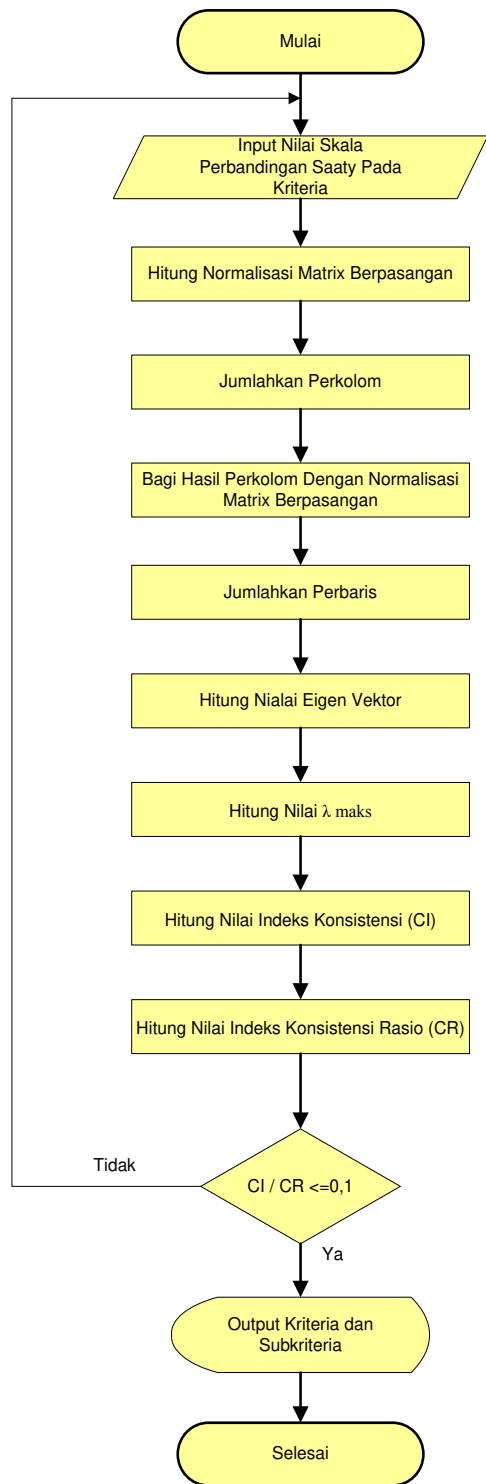 Mulai
Input Nilai Skala
Perbandingan Saaty Pada
Kriteria
Hitung Normalisasi Matrix Berpasangan
Jumlahkan Perkolom
Bagi Hasil Perkolom Dengan Normalisasi
Matrix Berpasangan
Jumlahkan Perbaris
Hitung Nialai Eigen Vektor
Hitung Nilai λ maks
Hitung Nilai Indeks Konsistensi (CI)
Hitung Nilai Indeks Konsistensi Rasio (CR)
Tidak
CI / CR <=0,1
Ya
Output Kriteria dan
Subkriteria
Selesai